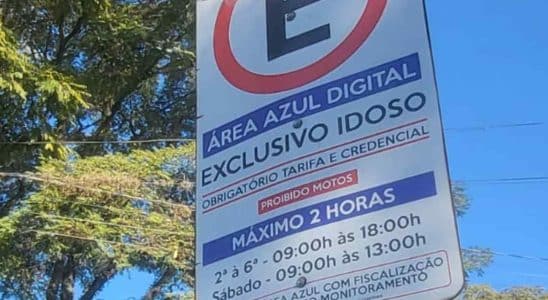 E
ÁREA AZUL DIGITAL
EXCLUSIVO IDOSO
OBRIGATÓRIO TARIFA E CREDENCIAL
PROIBIDO MOTOS
MÁXIMO 2 HORAS
2ª à 6ª - 09:00h às 18:00h
Sábado - 09:00h às 13:00h
ÁREA AZUL COM FISCALIZAÇÃO
MONITORAMENTO